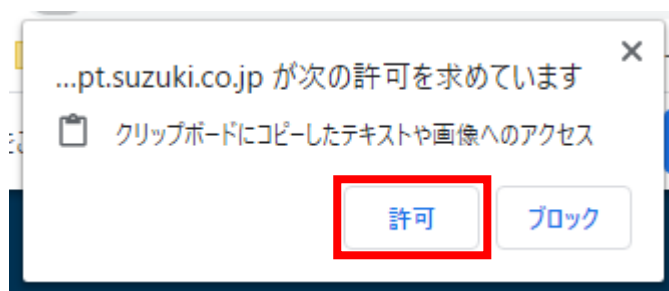 ...pt.suzuki.co.jp が次の許可を求めています
クリップボードにコピーしたテキストや画像へのアクセス
許可
ブロック